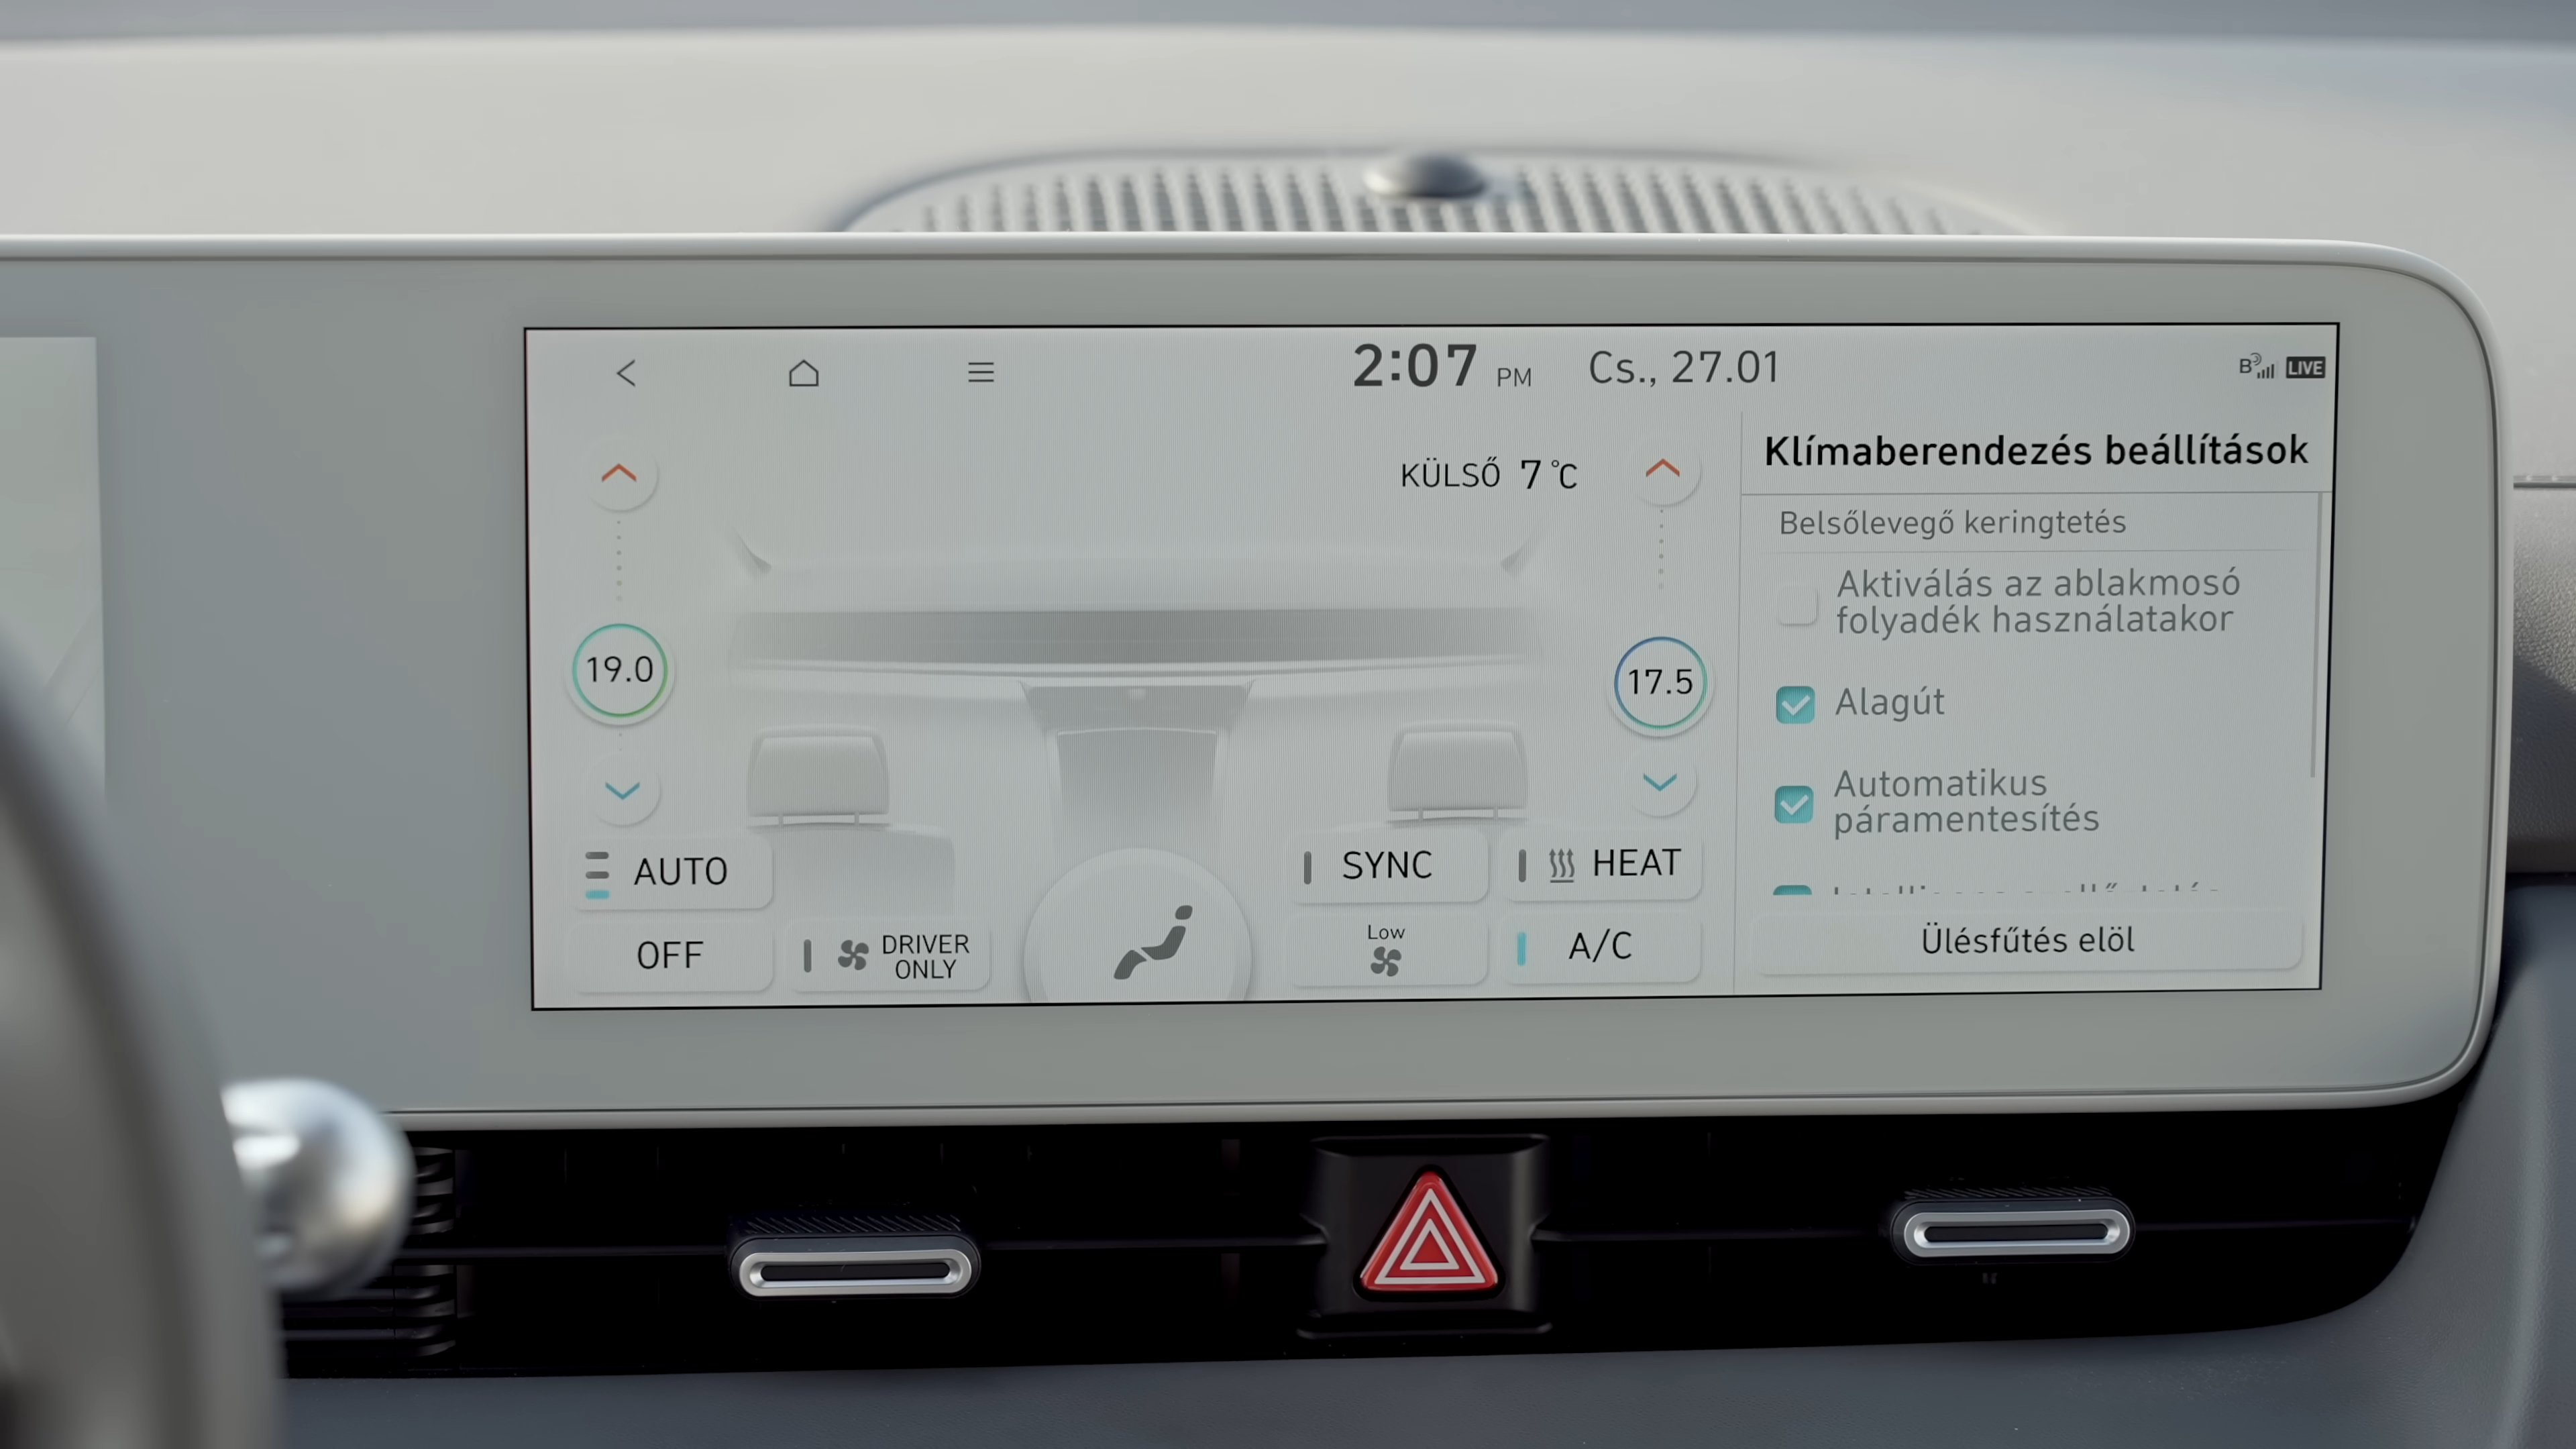 2:07 PM Cs., 27.01
LIVE
KÜLSŐ 7 °C
19.0
17.5
AUTO
OFF
DRIVER
ONLY
SYNC
HEAT
Low
A/C
Klímaberendezés beállítások
Belsőlevegő keringtetés
Aktiválás az ablakmosó
folyadék használatakor
Alagút
Automatikus
páramentesítés
Ülésfűtés elöl